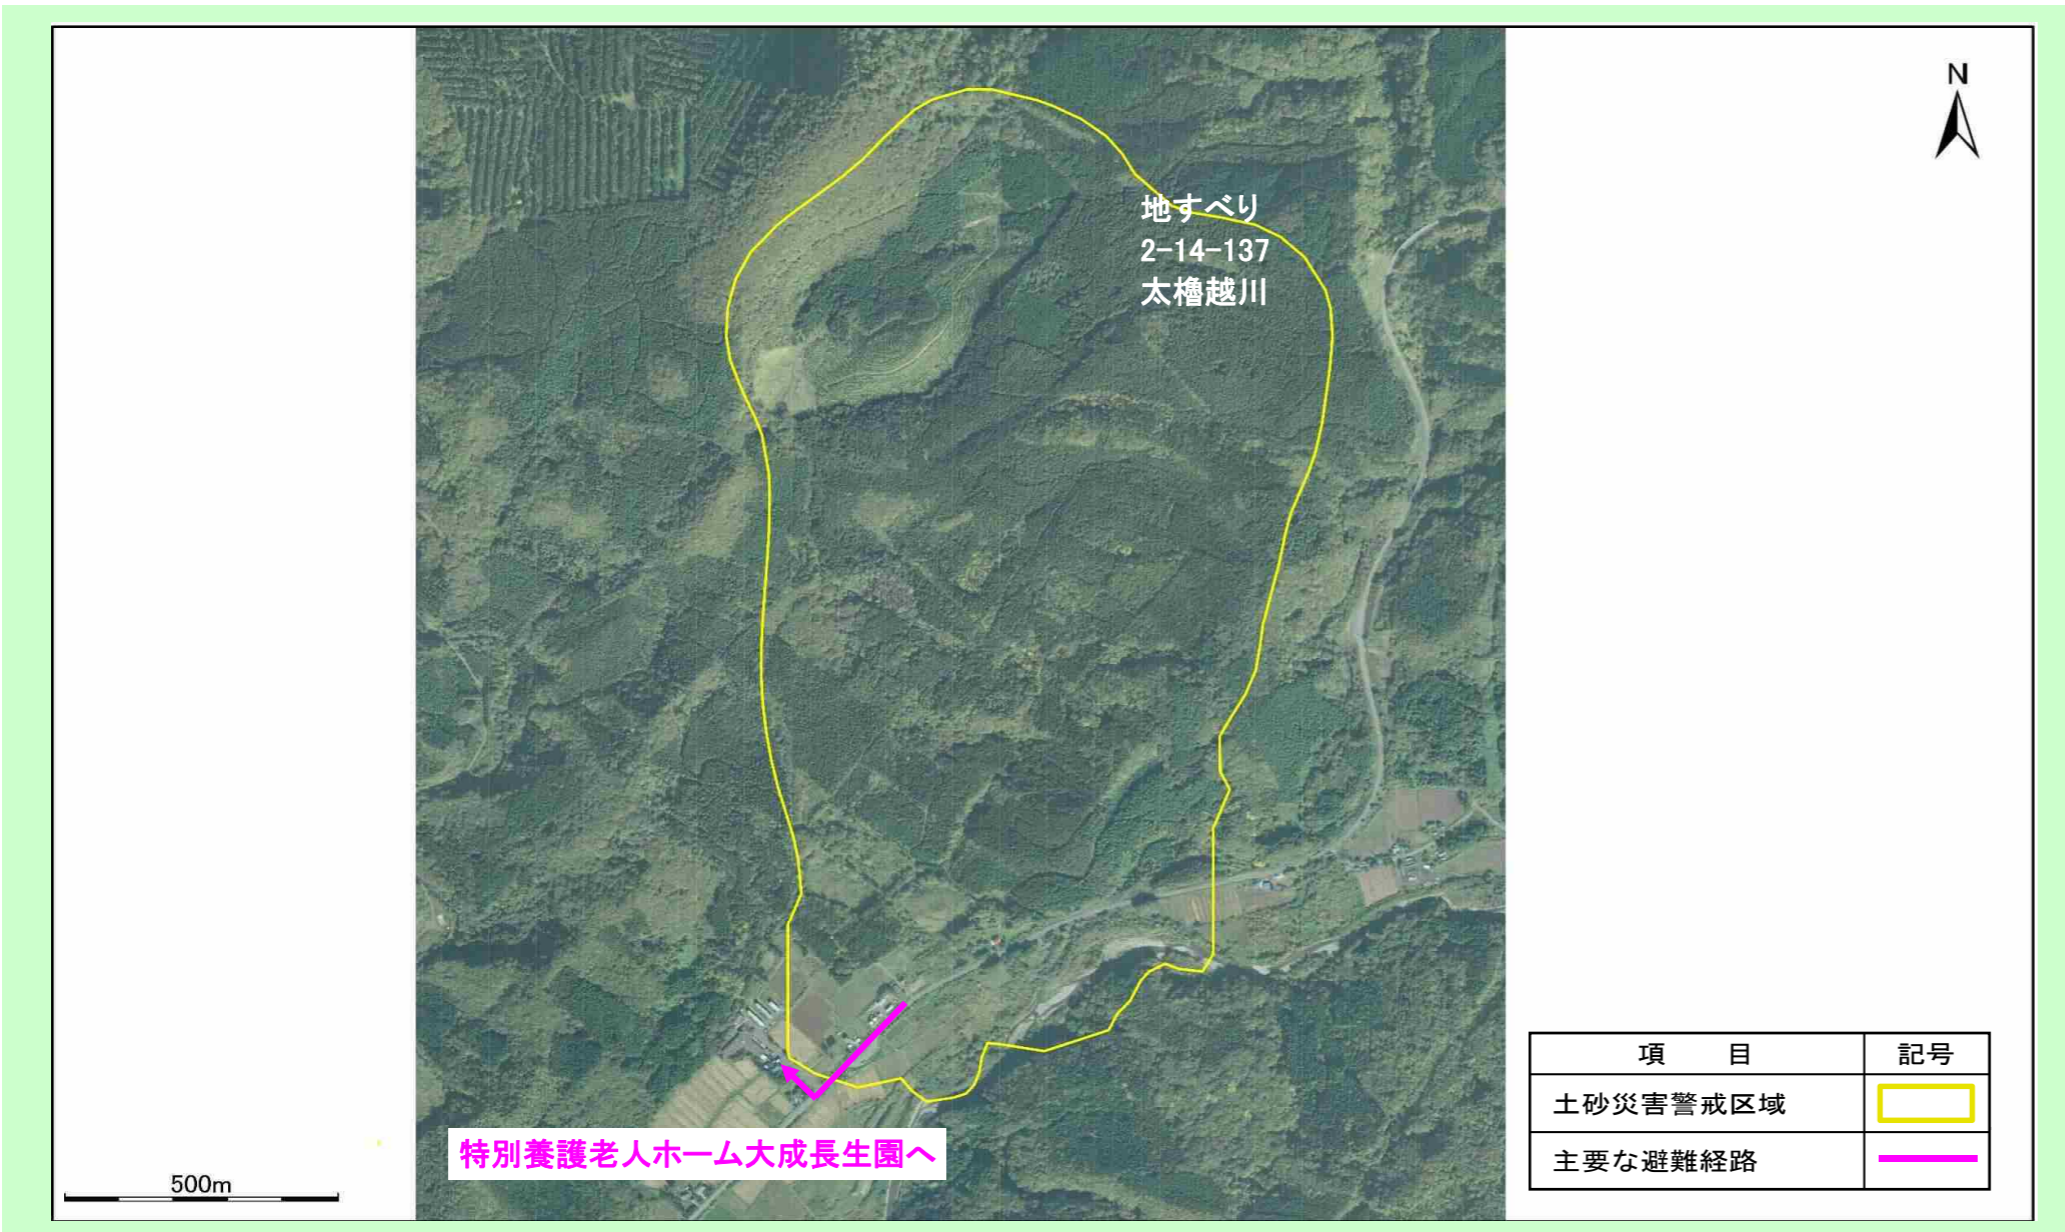 N
地すべり
2-14-137
太櫓越川
項 目 記号
土砂災害警戒区域
主要な避難経路
特別養護老人ホーム大成長生園へ
500m